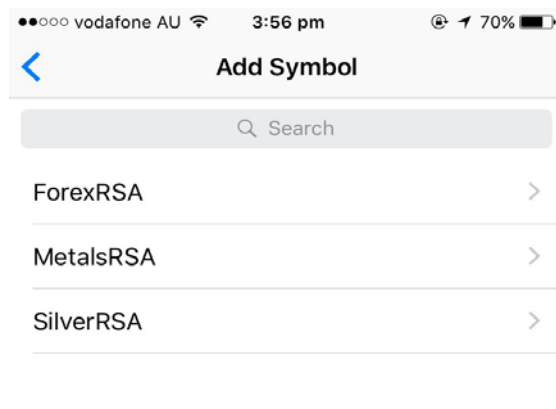 vodafone AU 3:56 pm 70%
Add Symbol
Search
ForexRSA
MetalsRSA
SilverRSA